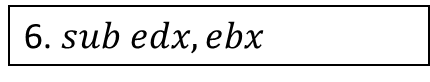 6. sub edx, ebx